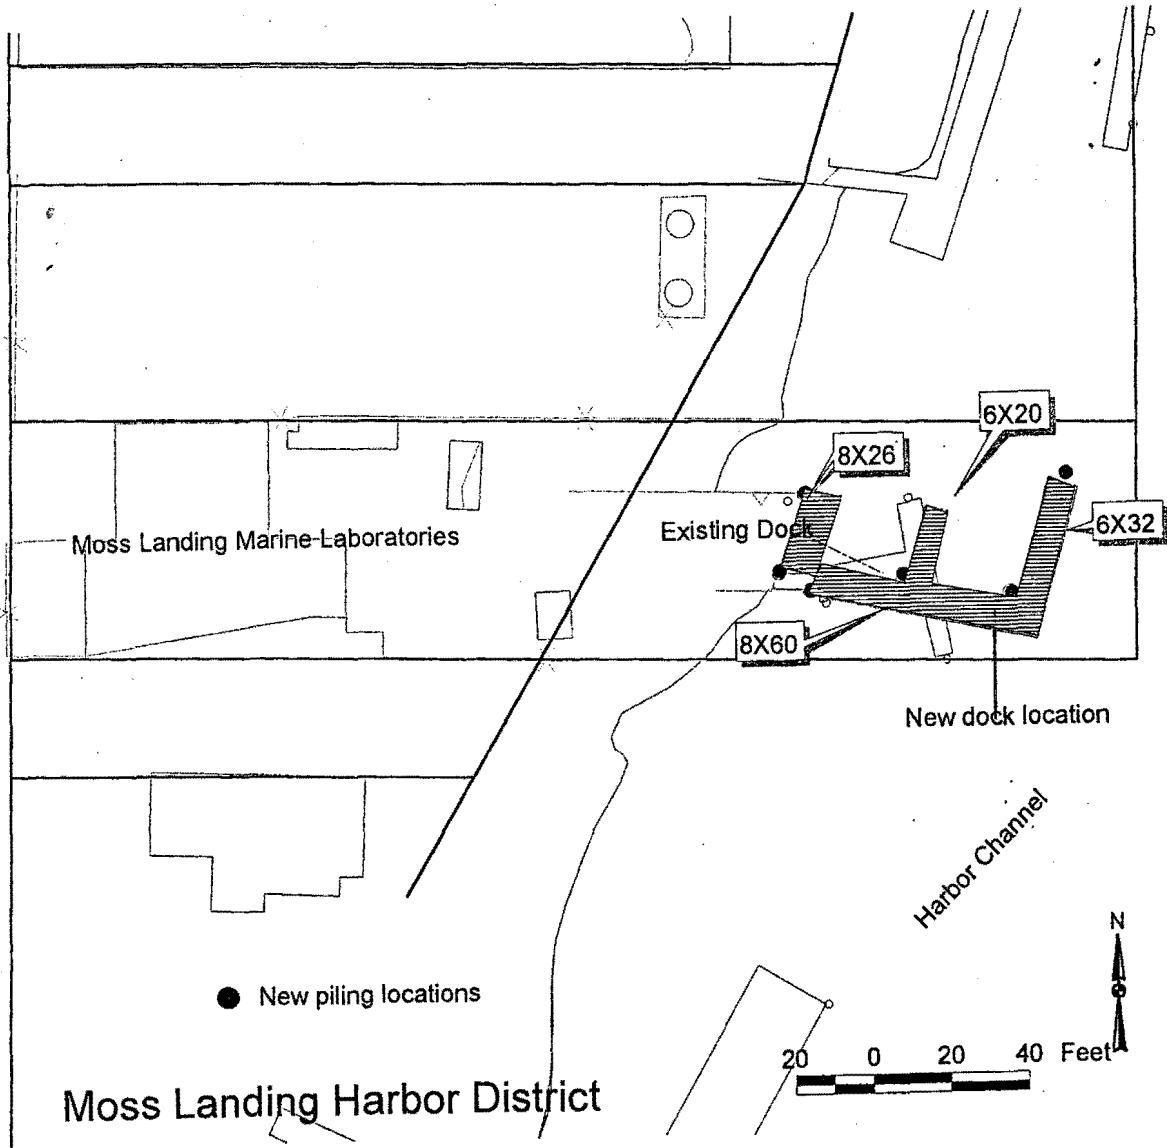 6X20
8X26
6X32
Existing Dock
Moss Landing Marine Laboratories
8X60
New dock location
Harbor Channel
N
New piling locations
20 0 20 40 Feet
Moss Landing Harbor District